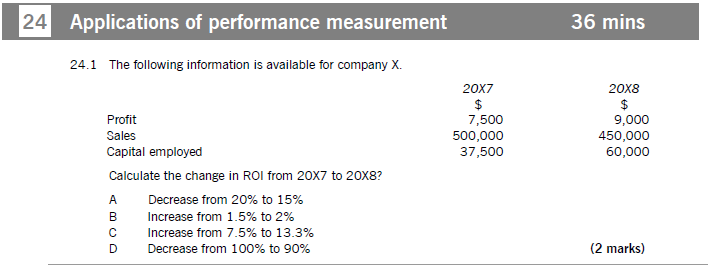 24 Applications of performance measurement 36 mins
24.1 The following information is available for company X.
20X7 20X8
$ $
Profit 7,500 9,000
Sales 500,000 450,000
Capital employed 37,500 60,000
Calculate the change in ROI from 20X7 to 20X8?
A Decrease from 20% to 15%
B Increase from 1.5% to 2%
C Increase from 7.5% to 13.3%
D Decrease from 100% to 90% (2 marks)